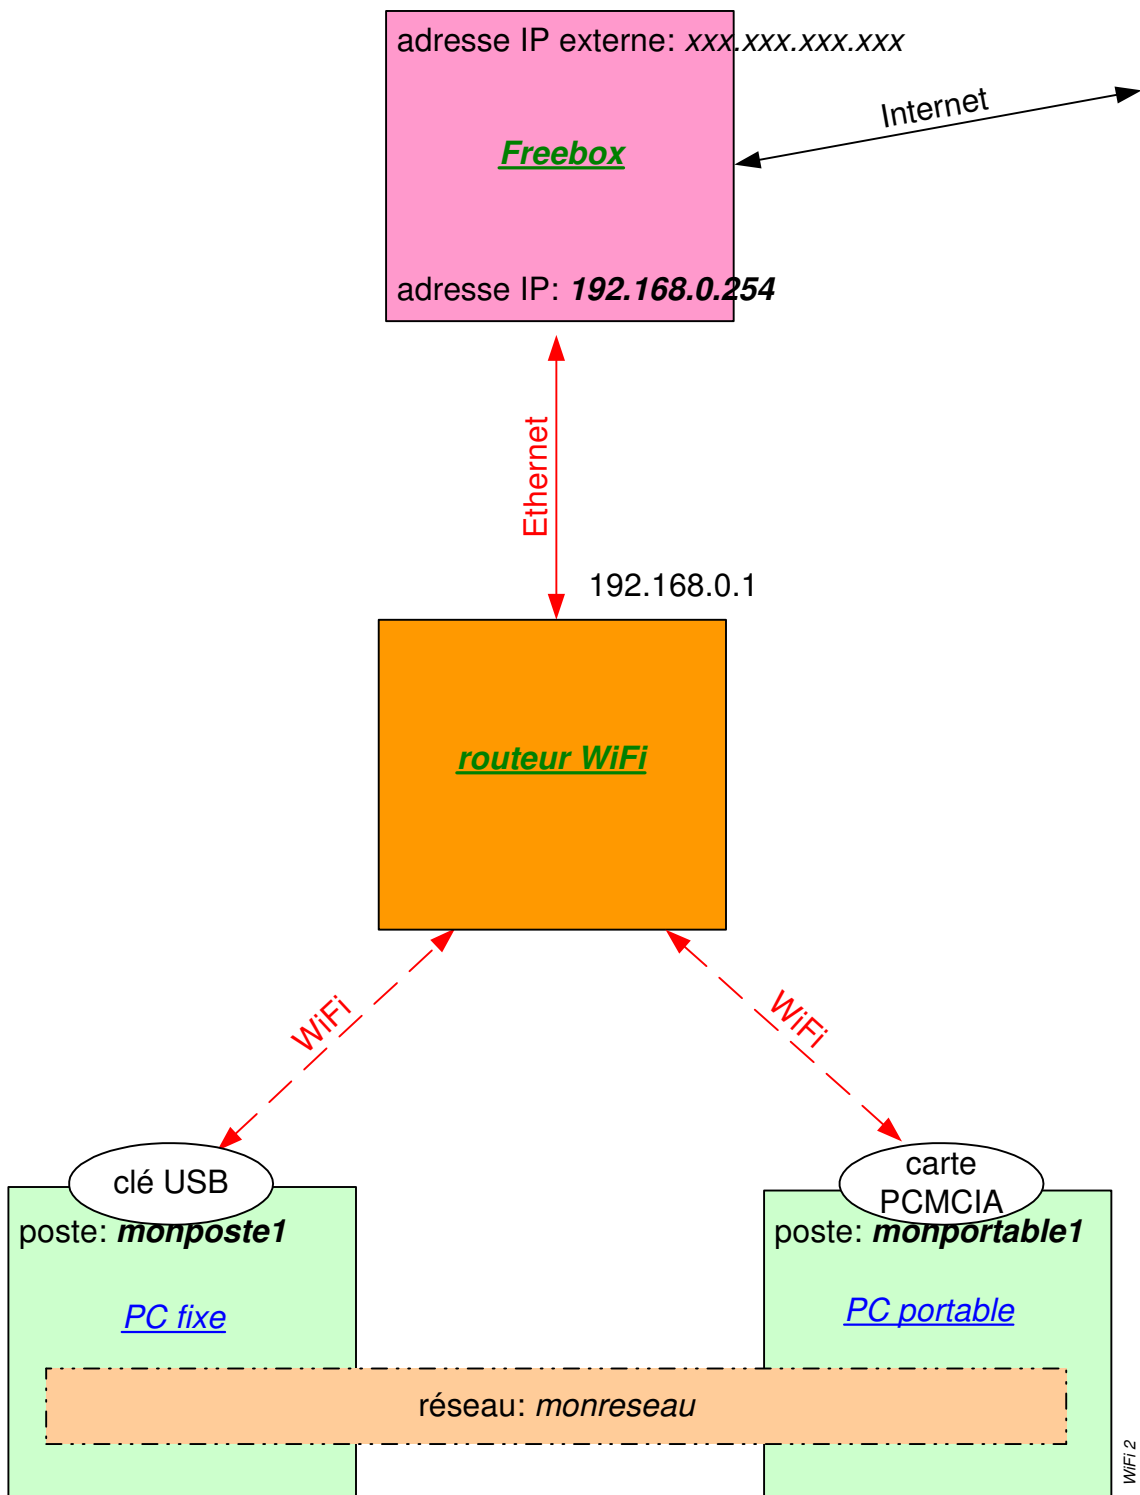 adresse IP externe: xxx.xxx.xxx.xxx
Internet
Freebox
adresse IP: 192.168.0.254
Ethernet
192.168.0.1
routeur WiFi
WiFi
WiFi
clé USB
carte
PCMCIA
poste: monposte1
poste: monportable1
PC fixe
PC portable
réseau: monreseau
WiFi 2